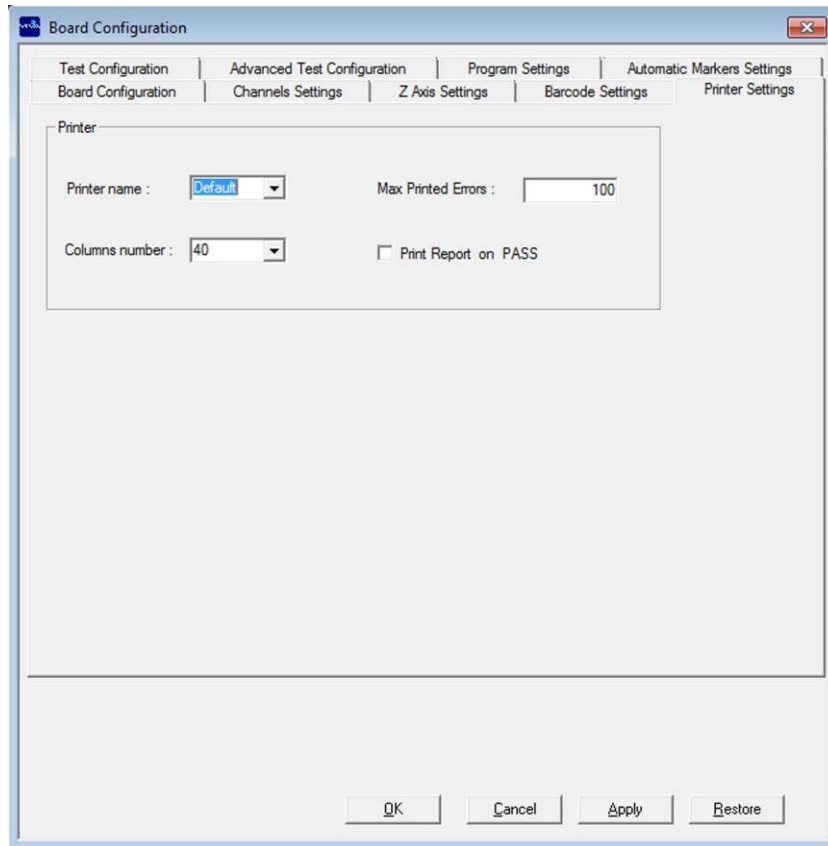 Board Configuration
Test Configuration Advanced Test Configuration Program Settings Automatic Markers Settings
Board Configuration Channels Settings Z Axis Settings Barcode Settings Printer Settings
Printer
Printer name : Default Max Printed Errors : 100
Columns number : 40 Print Report on PASS
OK Cancel Apply Restore